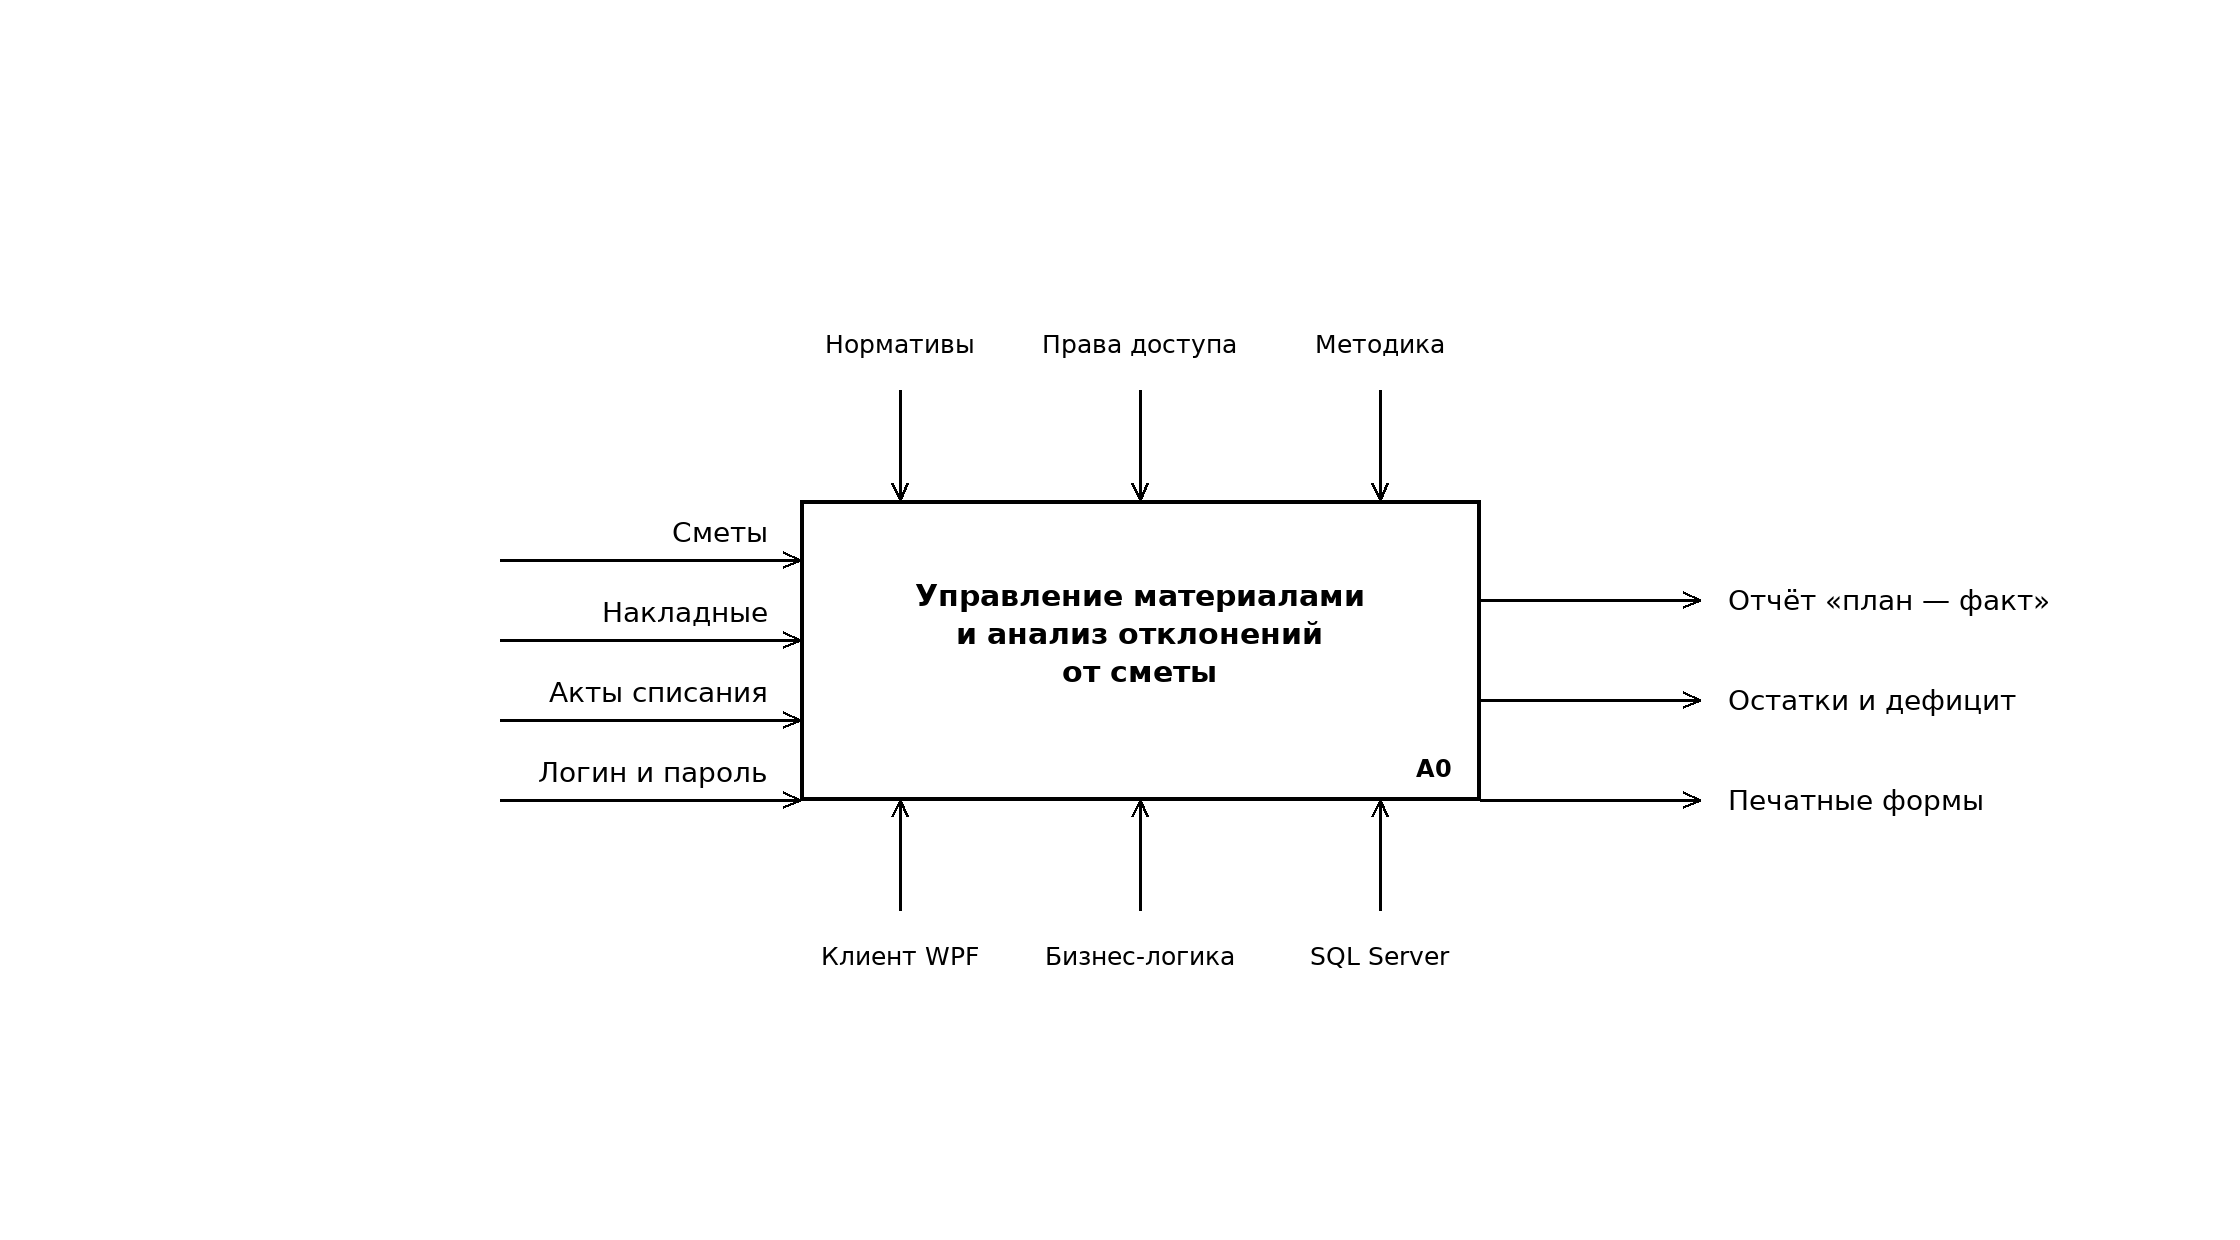 Нормативы
Права доступа
Методика
Сметы
Накладные
Акты списания
Логин и пароль
Управление материалами
и анализ отклонений
от сметы
A0
Отчёт «план — факт»
Остатки и дефицит
Печатные формы
Клиент WPF
Бизнес-логика
SQL Server